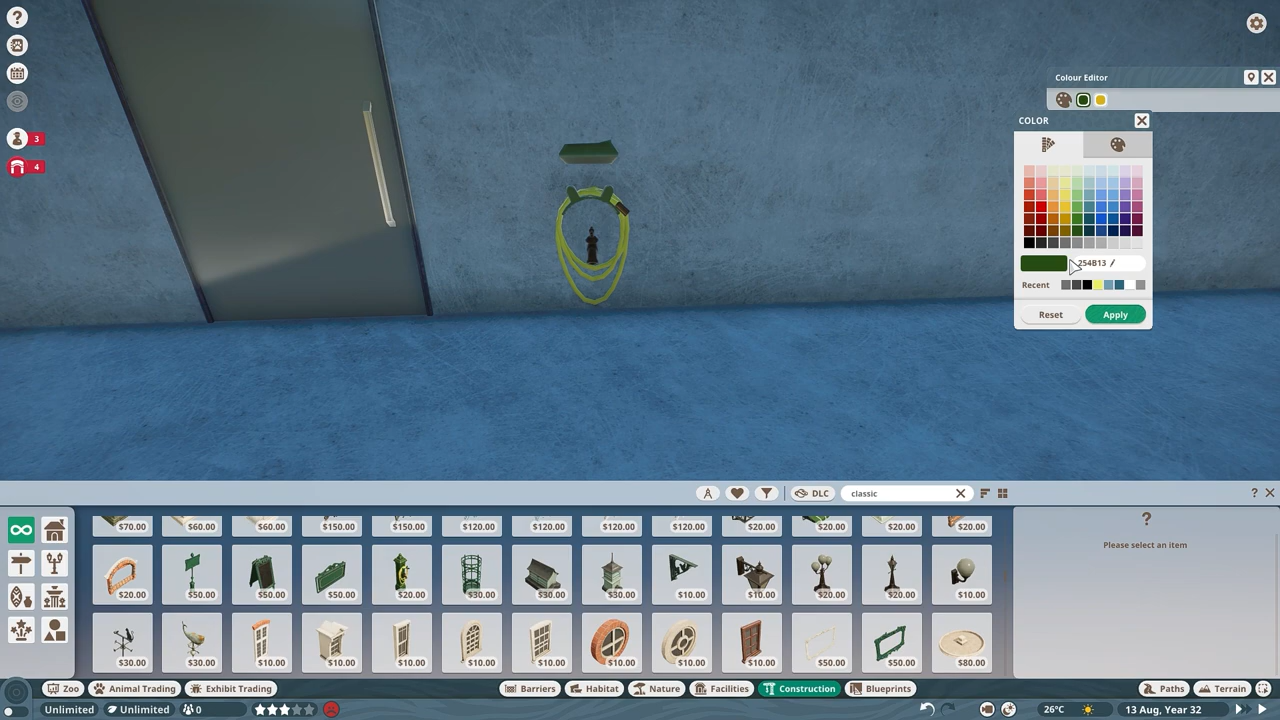 ?
3
4
Colour Editor
COLOR
254B13
Recent
Reset
Apply
DLC
classic
?
$70.00 $60.00 $60.00 $150.00 $150.00 $120.00 $120.00 $120.00 $120.00 $20.00 $20.00 $20.00 $20.00
?
Please select an item
$20.00 $50.00 $50.00 $50.00 $20.00 $30.00 $30.00 $30.00 $10.00 $10.00 $20.00 $20.00 $10.00
$30.00 $30.00 $10.00 $10.00 $10.00 $10.00 $10.00 $10.00 $10.00 $10.00 $50.00 $50.00 $80.00
Zoo Animal Trading Exhibit Trading Barriers Habitat Nature Facilities Construction Blueprints Paths Terrain
Unlimited Unlimited 0 26°C 13 Aug, Year 32